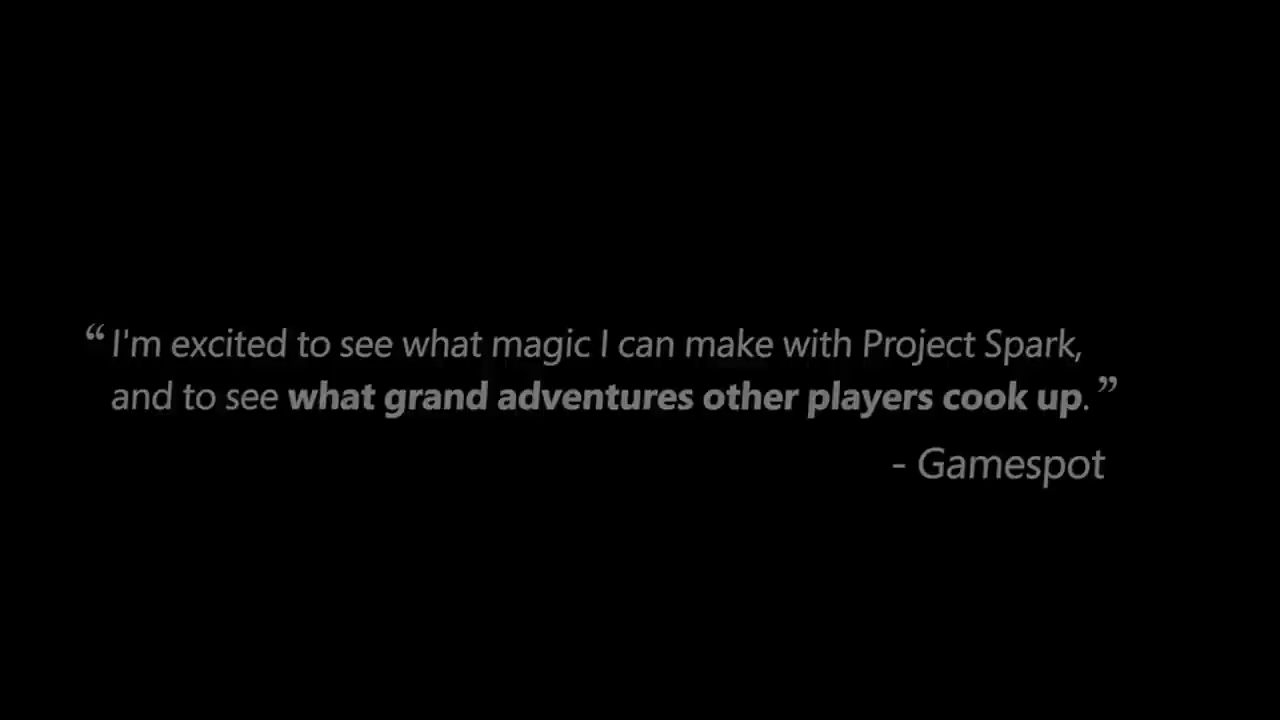 “ I'm excited to see what magic I can make with Project Spark,
and to see what grand adventures other players cook up. ”
- Gamespot